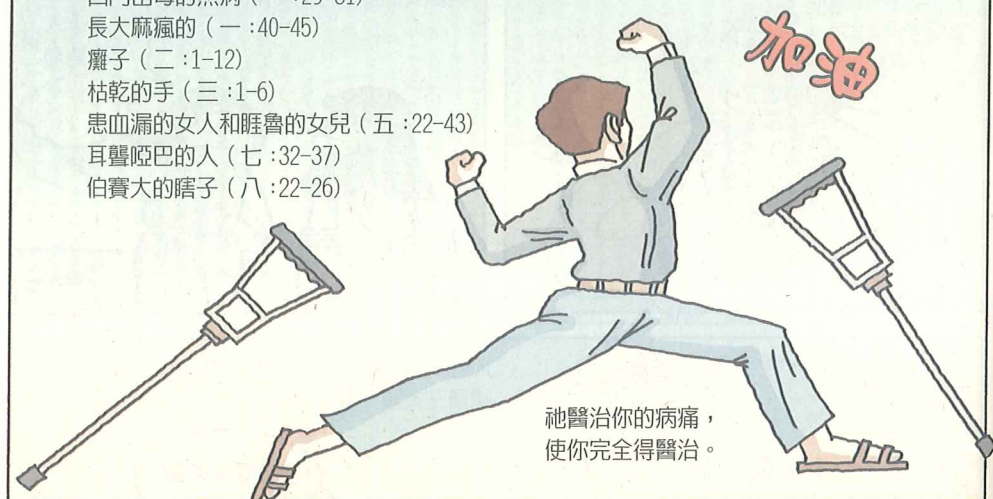 長大麻瘋的（一:40-45）
癱子（二:1-12）
枯乾的手（三:1-6）
患血漏的女人和睚魯的女兒（五:22-43）
耳聾啞巴的人（七:32-37）
伯賽大的瞎子（八:22-26）
加油
祂醫治你的病痛，
使你完全得醫治。